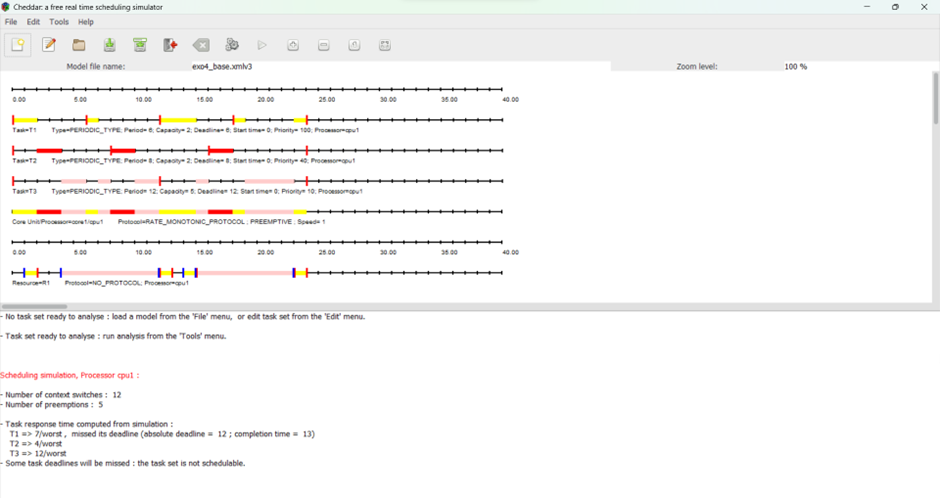 Cheddar: a free real time scheduling simulator
File Edit Tools Help
Model file name: exo4_base.xmlv3 Zoom level: 100 %
0.00 5.00 10.00 15.00 20.00 25.00 30.00 35.00 40.00
Task=T1 Type=PERIODIC_TYPE; Period= 6; Capacity= 2; Deadline= 6; Start time= 0; Priority= 100; Processor=cpu1
Task=T2 Type=PERIODIC_TYPE; Period= 8; Capacity= 2; Deadline= 8; Start time= 0; Priority= 40; Processor=cpu1
Task=T3 Type=PERIODIC_TYPE; Period= 12; Capacity= 5; Deadline= 12; Start time= 0; Priority= 10; Processor=cpu1
Core Unit/Processor=core1/cpu1 Protocol=RATE_MONOTONIC_PROTOCOL ; PREEMPTIVE ; Speed= 1
0.00 5.00 10.00 15.00 20.00 25.00 30.00 35.00 40.00
Resource=R1 Protocol=NO_PROTOCOL; Processor=cpu1
- No task set ready to analyse : load a model from the 'File' menu, or edit task set from the 'Edit' menu.
- Task set ready to analyse : run analysis from the 'Tools' menu.
Scheduling simulation, Processor cpu1 :
- Number of context switches : 12
- Number of preemptions : 5
- Task response time computed from simulation :
T1 => 7/worst , missed its deadline (absolute deadline = 12 ; completion time = 13)
T2 => 4/worst
T3 => 12/worst
- Some task deadlines will be missed : the task set is not schedulable.